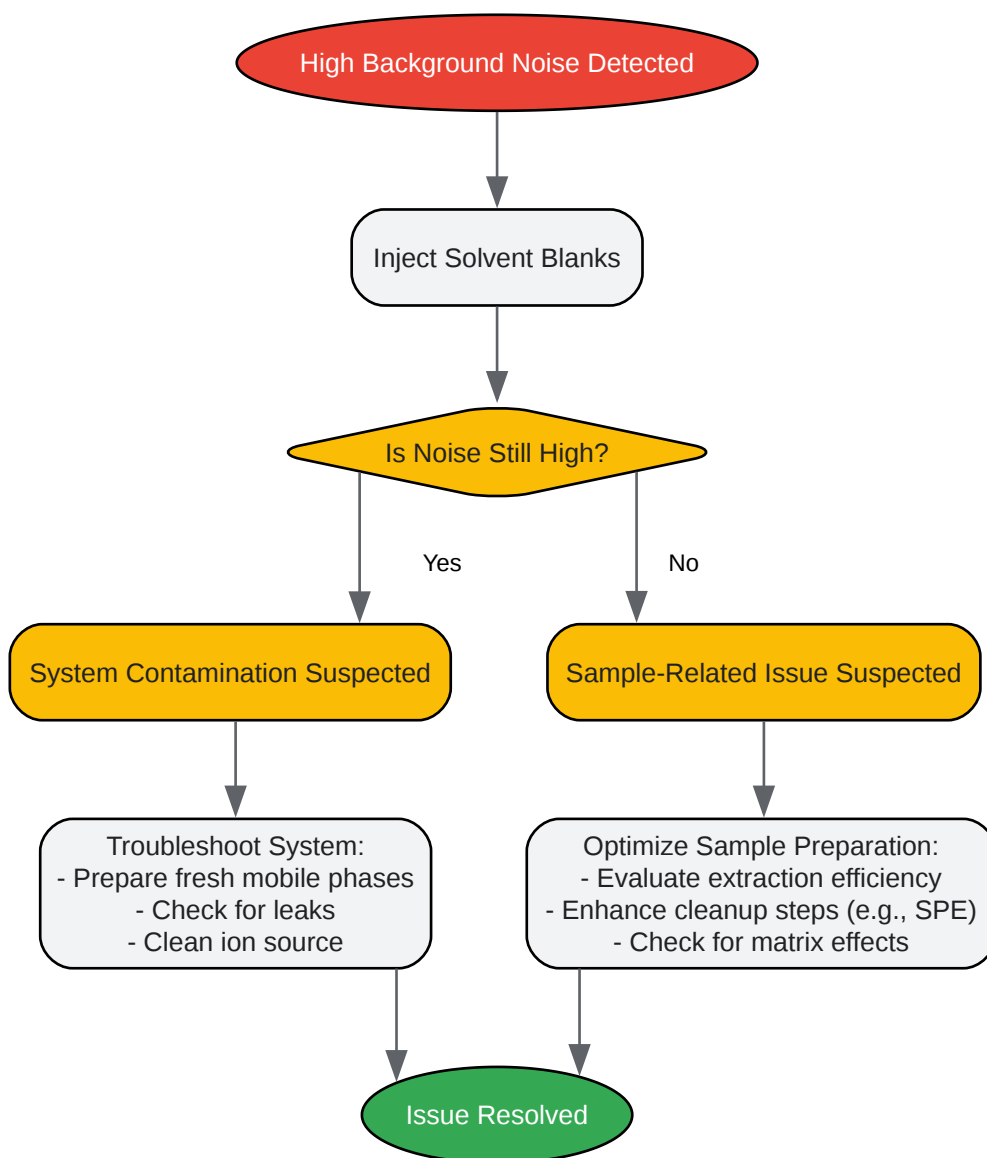 High Background Noise Detected
Inject Solvent Blanks
Is Noise Still High?
Yes
No
System Contamination Suspected
Sample-Related Issue Suspected
Troubleshoot System:
- Prepare fresh mobile phases
- Check for leaks
- Clean ion source
Optimize Sample Preparation:
- Evaluate extraction efficiency
- Enhance cleanup steps (e.g., SPE)
- Check for matrix effects
Issue Resolved